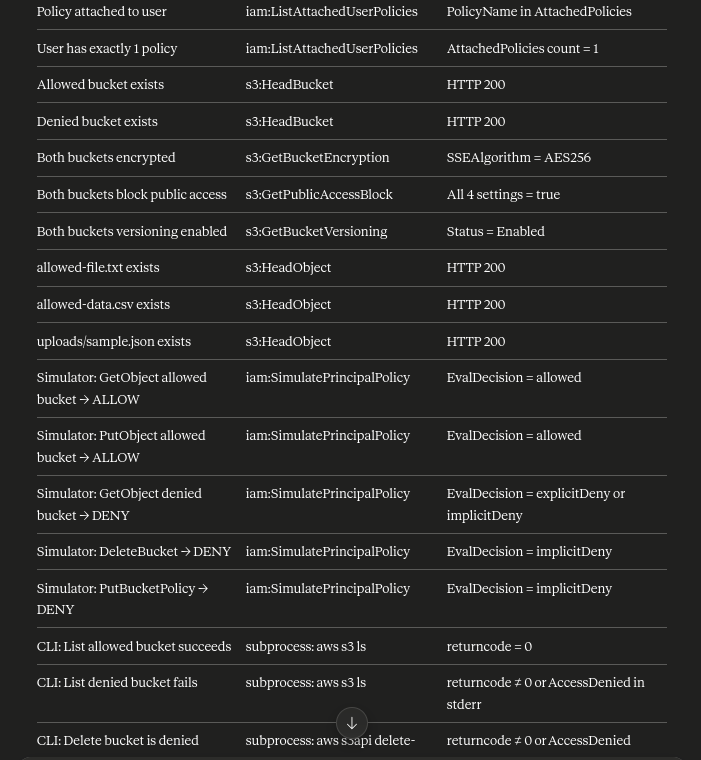 Policy attached to user iam:ListAttachedUserPolicies PolicyName in AttachedPolicies
User has exactly 1 policy iam:ListAttachedUserPolicies AttachedPolicies count = 1
Allowed bucket exists s3:HeadBucket HTTP 200
Denied bucket exists s3:HeadBucket HTTP 200
Both buckets encrypted s3:GetBucketEncryption SSEAlgorithm = AES256
Both buckets block public access s3:GetPublicAccessBlock All 4 settings = true
Both buckets versioning enabled s3:GetBucketVersioning Status = Enabled
allowed-file.txt exists s3:HeadObject HTTP 200
allowed-data.csv exists s3:HeadObject HTTP 200
uploads/sample.json exists s3:HeadObject HTTP 200
Simulator: GetObject allowed iam:SimulatePrincipalPolicy EvalDecision = allowed
bucket → ALLOW
Simulator: PutObject allowed iam:SimulatePrincipalPolicy EvalDecision = allowed
bucket → ALLOW
Simulator: GetObject denied iam:SimulatePrincipalPolicy EvalDecision = explicitDeny or
bucket → DENY implicitDeny
Simulator: DeleteBucket → DENY iam:SimulatePrincipalPolicy EvalDecision = implicitDeny
Simulator: PutBucketPolicy → iam:SimulatePrincipalPolicy EvalDecision = implicitDeny
DENY
CLI: List allowed bucket succeeds subprocess: aws s3 ls returncode = 0
CLI: List denied bucket fails subprocess: aws s3 ls returncode ≠ 0 or AccessDenied in
stderr
CLI: Delete bucket is denied subprocess: aws s3api delete- returncode ≠ 0 or AccessDenied